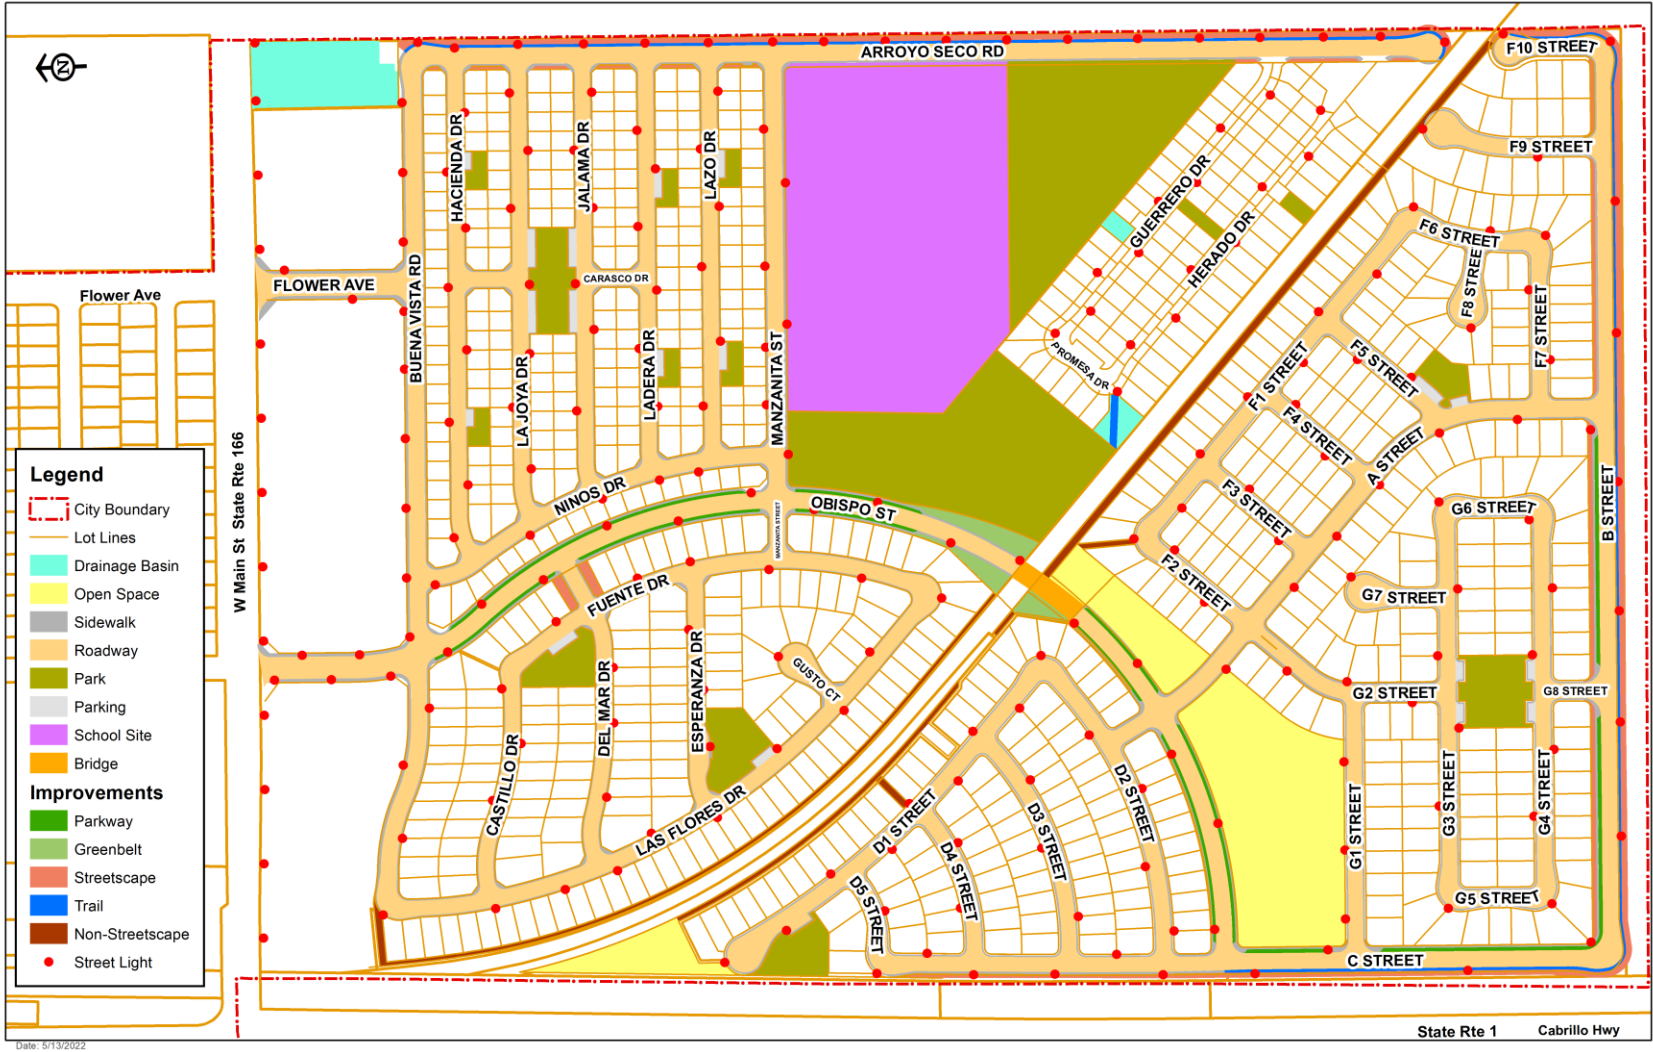 N
ARROYO SECO RD
F10 STREET
F9 STREET
HACIENDA DR
JALAMA DR
LAZO DR
GUERRERO DR
HERADO DR
F6 STREET
F8 STREET
F7 STREET
FLOWER AVE
Flower Ave
BUENA VISTA RD
CARASCO DR
LA JOYA DR
LADERA DR
MANZANITA ST
PROMESA DR
F1 STREET
F5 STREET
F4 STREET
A STREET
F3 STREET
F2 STREET
B STREET
W Main St State Rte 166
NINOS DR
OBISPO ST
MANZANITA STREET
FUENTE DR
G6 STREET
G7 STREET
G2 STREET
G8 STREET
GUSTO CT
ESPERANZA DR
DEL MAR DR
CASTILLO DR
LAS FLORES DR
D1 STREET
D2 STREET
D3 STREET
D4 STREET
D5 STREET
G1 STREET
G3 STREET
G4 STREET
G5 STREET
C STREET
Legend
City Boundary
Lot Lines
Drainage Basin
Open Space
Sidewalk
Roadway
Park
Parking
School Site
Bridge
Improvements
Parkway
Greenbelt
Streetscape
Trail
Non-Streetscape
Street Light
State Rte 1 Cabrillo Hwy
Date: 5/13/2022